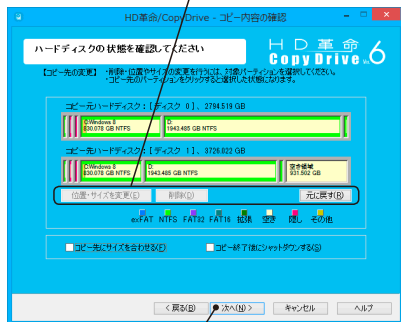 HD革命/CopyDrive - コピー内容の確認
ハードディスクの状態を確認してください
HD革命
CopyDrive Ver.6
【コピー先の変更】 ・削除・位置やサイズの変更を行うには、対象パーティションを選択してください。
・コピー先のパーティションをクリックすると選択した状態になります。
コピー元ハードディスク：[ディスク 0]、2794.519 GB
C:Windows 8
830.078 GB NTFS
D:
1943.485 GB NTFS
コピー先ハードディスク：[ディスク 1]、3726.022 GB
C:Windows 8
830.078 GB NTFS
D:
1943.485 GB NTFS
空き領域
931.502 GB
位置・サイズを変更(E)
削除(D)
元に戻す(R)
exFAT NTFS FAT32 FAT16 拡張 空き 隠し その他
コピー先にサイズを合わせる(F)
コピー終了後にシャットダウンする(S)
< 戻る(B)
次へ(N) >
キャンセル
ヘルプ